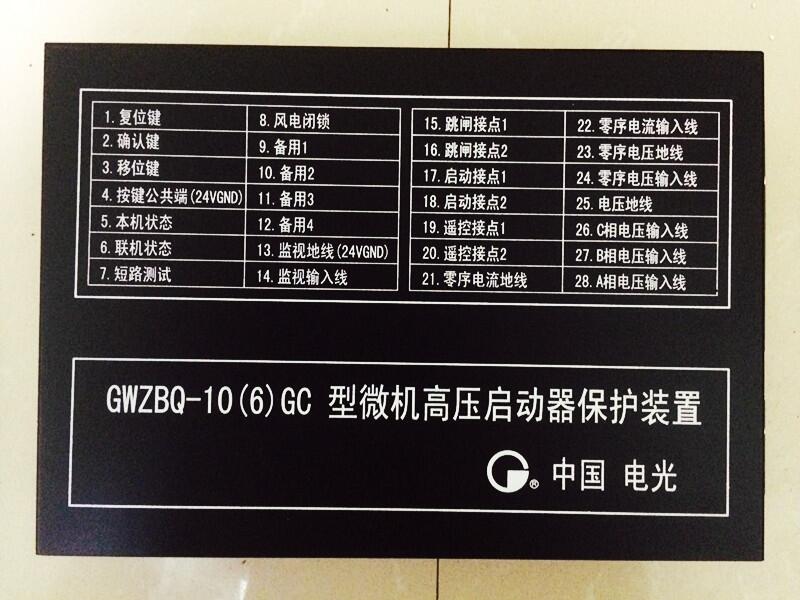 1.复位键
2.确认键
3.移位键
4.按键公共端(24VGND)
5.本机状态
6.联机状态
7.短路测试
8.风电闭锁
9.备用1
10.备用2
11.备用3
12.备用4
13.监视地线(24VGND)
14.监视输入线
15.跳闸接点1
16.跳闸接点2
17.启动接点1
18.启动接点2
19.遥控接点1
20.遥控接点2
21.零序电流地线
22.零序电流输入线
23.零序电压地线
24.零序电压输入线
25.电压地线
26.C相电压输入线
27.B相电压输入线
28.A相电压输入线
GWZBQ-10(6)GC 型微机高压启动器保护装置
® 中国 电光